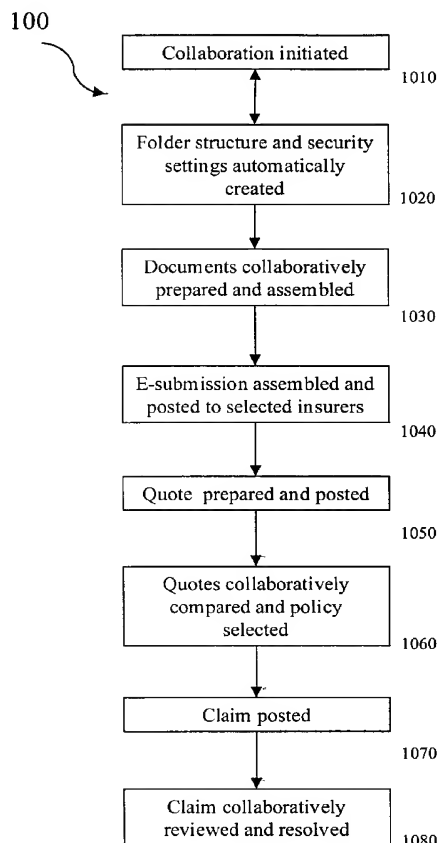 100
Collaboration initiated
1010
Folder structure and security
settings automatically
created
1020
Documents collaboratively
prepared and assembled
1030
E-submission assembled and
posted to selected insurers
1040
Quote prepared and posted
1050
Quotes collaboratively
compared and policy
selected
1060
Claim posted
1070
Claim collaboratively
reviewed and resolved
1080